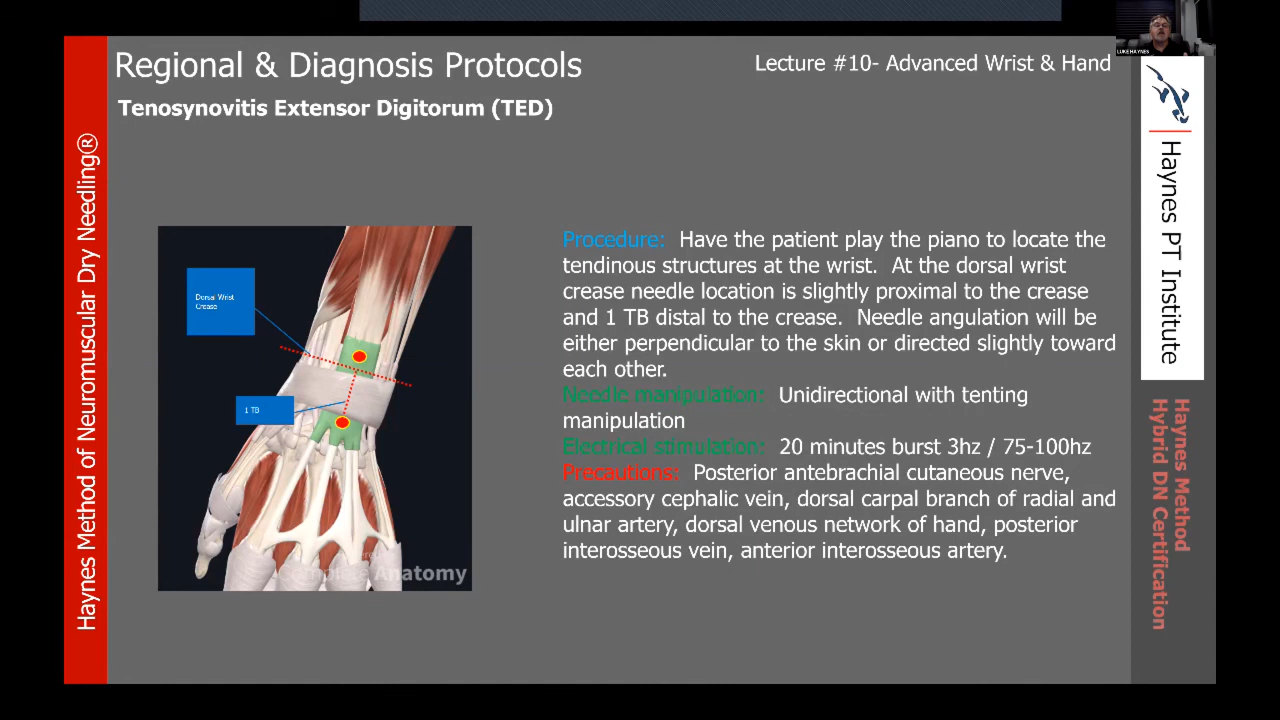 LUKE HAYNES
Regional & Diagnosis Protocols
Lecture #10- Advanced Wrist & Hand
Tenosynovitis Extensor Digitorum (TED)
Haynes Method of Neuromuscular Dry Needling®
Dorsal Wrist
Crease
1 TB
Anatomy
Procedure: Have the patient play the piano to locate the
tendinous structures at the wrist. At the dorsal wrist
crease needle location is slightly proximal to the crease
and 1 TB distal to the crease. Needle angulation will be
either perpendicular to the skin or directed slightly toward
each other.
Needle manipulation: Unidirectional with tenting
manipulation
Electrical stimulation: 20 minutes burst 3hz / 75-100hz
Precautions: Posterior antebrachial cutaneous nerve,
accessory cephalic vein, dorsal carpal branch of radial and
ulnar artery, dorsal venous network of hand, posterior
interosseous vein, anterior interosseous artery.
Haynes PT Institute
Haynes Method
Hybrid DN Certification